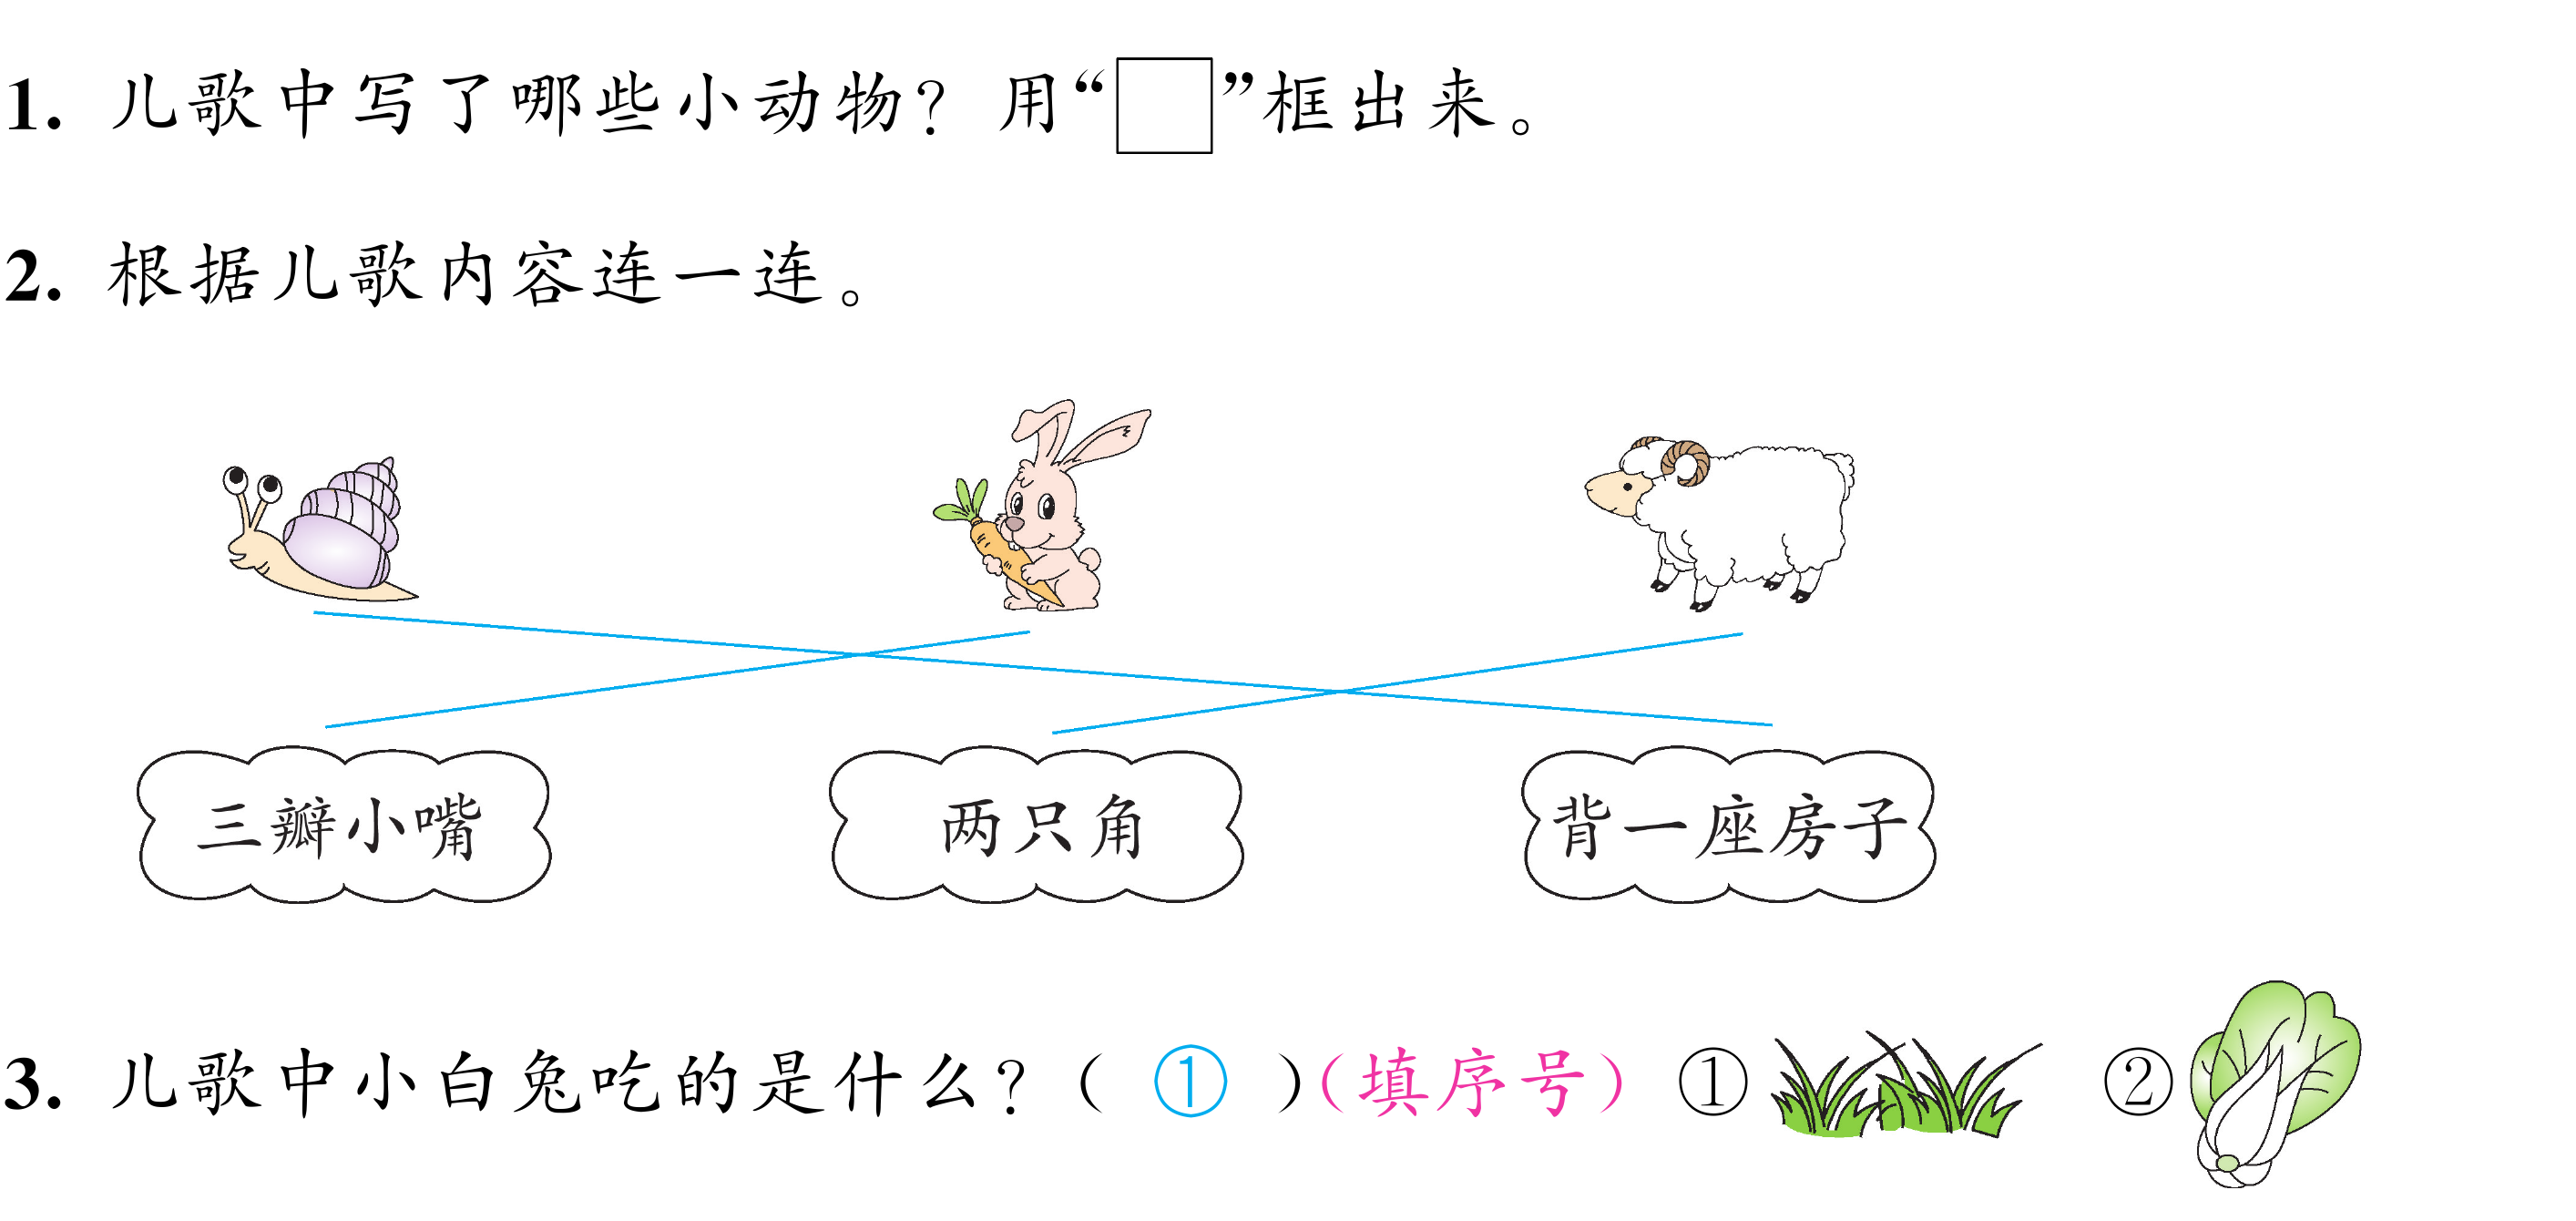 1. 儿歌中写了哪些小动物？用“□”框出来。
2. 根据儿歌内容连一连。
三瓣小嘴 两只角 背一座房子
3. 儿歌中小白兔吃的是什么？（ ① ）（填序号） ① ②